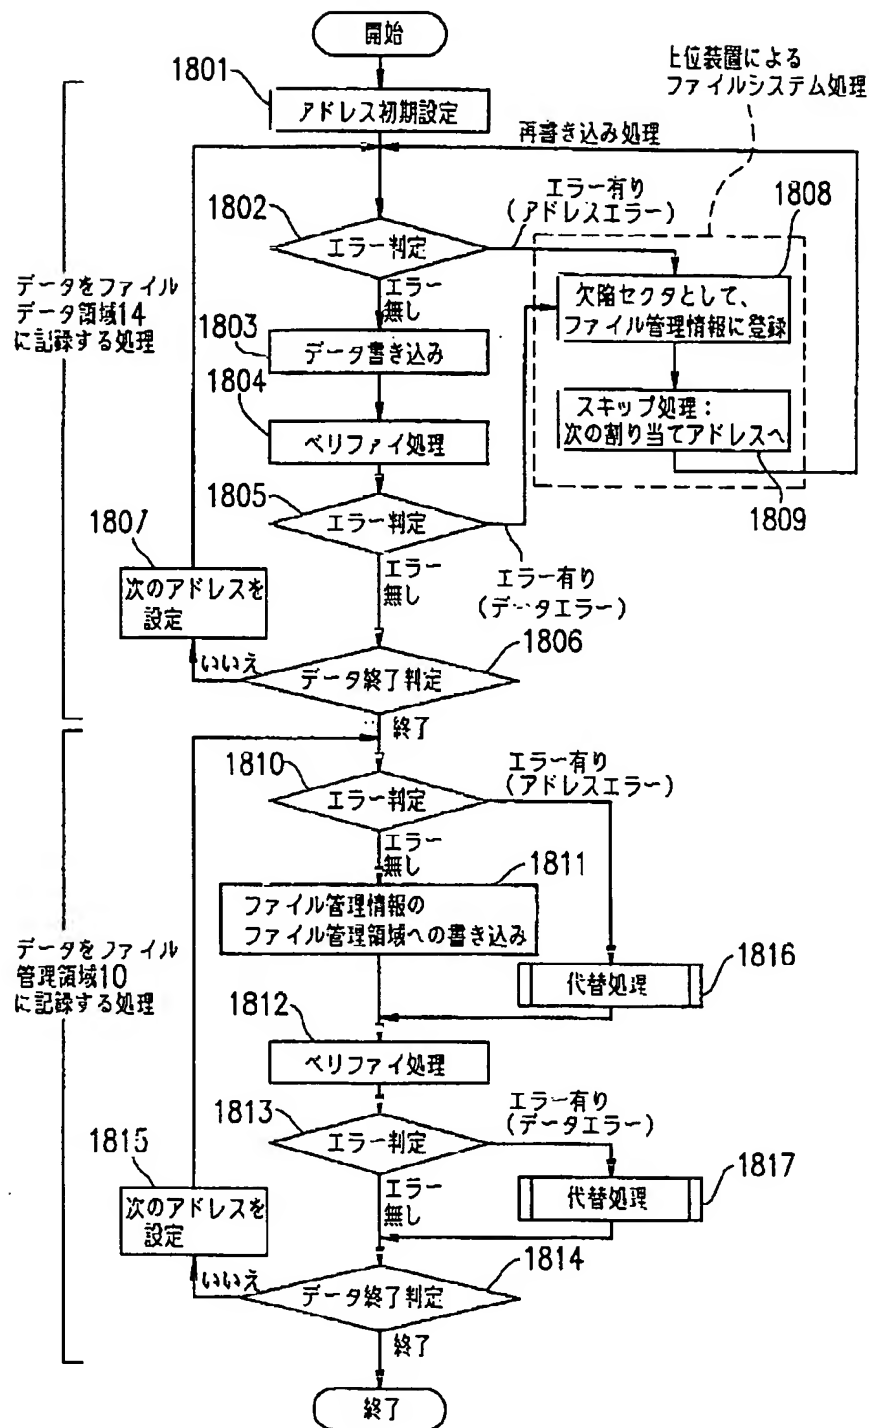 開始
1801
アドレス初期設定
上位装置による
ファイルシステム処理
再書き込み処理
1802
エラー判定
エラー有り
(アドレスエラー)
1808
欠陥セクタとして、
ファイル管理情報に登録
データをファイル
データ領域14
に記録する処理
エラー
無し
1803
データ書き込み
1804
ベリファイ処理
スキップ処理:
次の割り当てアドレスへ
1809
1805
エラー判定
エラー有り
(データエラー)
1807
次のアドレスを
設定
エラー
無し
1806
いいえ
データ終了判定
終了
1810
エラー判定
エラー有り
(アドレスエラー)
エラー
無し
1811
ファイル管理情報の
ファイル管理領域への書き込み
データをファイル
管理領域10
に記録する処理
1816
代替処理
1812
ベリファイ処理
1813
エラー判定
エラー有り
(データエラー)
1815
次のアドレスを
設定
エラー
無し
1817
代替処理
1814
いいえ
データ終了判定
終了
終了